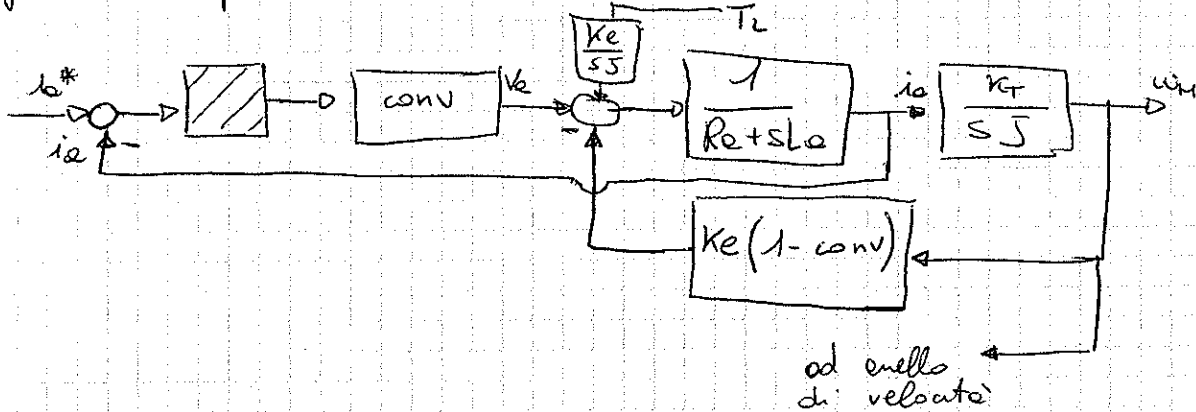 Ke
sJ
TL
ia*
conv
Va
1
Ra+sLa
ia
KT
sJ
ωM
ia
-
-
Ke(1-conv)
ad anello
di velocità